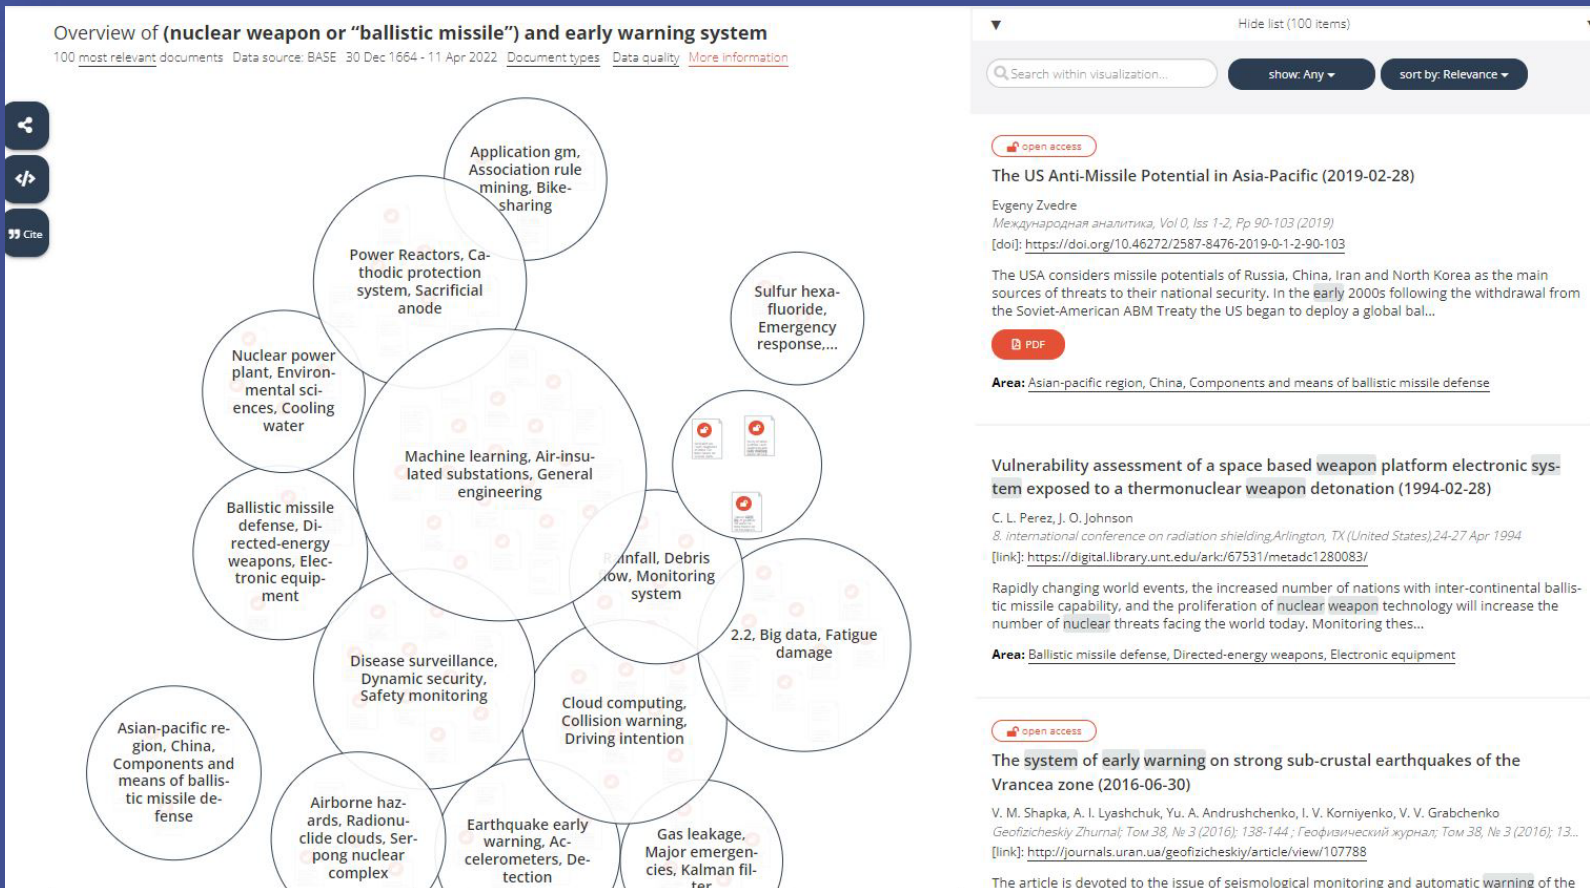 Overview of (nuclear weapon or “ballistic missile”) and early warning system
100 most relevant documents Data source: BASE 30 Dec 1664 - 11 Apr 2022 Document types Data quality More information
Cite
Application gm,
Association rule
mining, Bike-
sharing
Power Reactors, Ca-
thodic protection
system, Sacrificial
anode
Sulfur hexa-
fluoride,
Emergency
response,...
Nuclear power
plant, Environ-
mental sci-
ences, Cooling
water
Machine learning, Air-insu-
lated substations, General
engineering
Ballistic missile
defense, Di-
rected-energy
weapons, Elec-
tronic equip-
ment
Debris
Monitoring
system
2.2, Big data, Fatigue
damage
Disease surveillance,
Dynamic security,
Safety monitoring
Cloud computing,
Collision warning,
Driving intention
Asian-pacific re-
gion, China,
Components and
means of ballis-
tic missile de-
fense
Airborne haz-
ards, Radionu-
clide clouds, Ser-
pong nuclear
complex
Earthquake early
warning, Ac-
celerometers, De-
tection
Gas leakage,
Major emergen-
cies, Kalman fil-
ter
Hide list (100 items)
Search within visualization...
show: Any
sort by: Relevance
open access
The US Anti-Missile Potential in Asia-Pacific (2019-02-28)
Evgeny Zvedre
Международная аналитика, Vol 0, Iss 1-2, Pp 90-103 (2019)
[doi]: https://doi.org/10.46272/2587-8476-2019-0-1-2-90-103
The USA considers missile potentials of Russia, China, Iran and North Korea as the main
sources of threats to their national security. In the early 2000s following the withdrawal from
the Soviet-American ABM Treaty the US began to deploy a global bal...
PDF
Area: Asian-pacific region, China, Components and means of ballistic missile defense
Vulnerability assessment of a space based weapon platform electronic sys-
tem exposed to a thermonuclear weapon detonation (1994-02-28)
C. L. Perez, J. O. Johnson
8. international conference on radiation shielding,Arlington, TX (United States),24-27 Apr 1994
[link]: https://digital.library.unt.edu/ark:/67531/metadc1280083/
Rapidly changing world events, the increased number of nations with inter-continental ballis-
tic missile capability, and the proliferation of nuclear weapon technology will increase the
number of nuclear threats facing the world today. Monitoring thes...
Area: Ballistic missile defense, Directed-energy weapons, Electronic equipment
open access
The system of early warning on strong sub-crustal earthquakes of the
Vrancea zone (2016-06-30)
V. M. Shapka, A. I. Lyashchuk, Yu. A. Andrushchenko, I. V. Korniyenko, V. V. Grabchenko
Geofizicheskiy Zhurnal; Том 38, № 3 (2016); 138-144 ; Геофизический журнал; Том 38, № 3 (2016); 13...
[link]: http://journals.uran.ua/geofizicheskiy/article/view/107788
The article is devoted to the issue of seismological monitoring and automatic warning of the